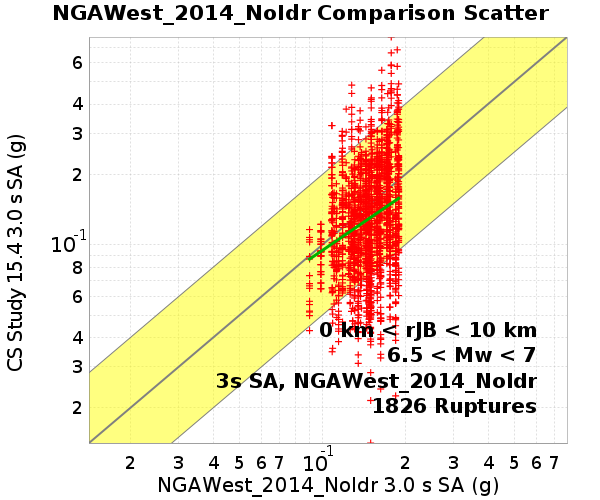 NGAWest_2014_NoIdr Comparison Scatter
CS Study 15.4 3.0 s SA (g)
6
4
3
2
10-1
8
6
4
3
2
0 km < rJB < 10 km
6.5 < Mw < 7
3s SA, NGAWest_2014_NoIdr
1826 Ruptures
2 3 4 5 6 7 10-1 2 3 4 5 6 7
NGAWest_2014_NoIdr 3.0 s SA (g)